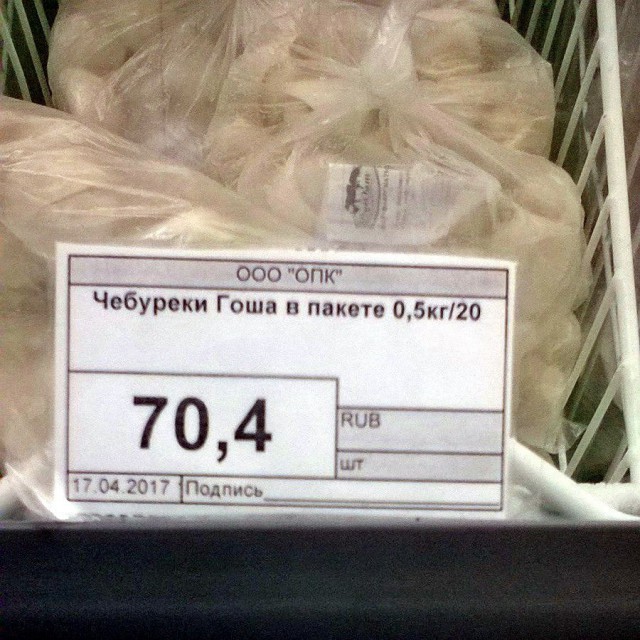 ООО "ОПК"
Чебуреки Гоша в пакете 0,5кг/20
70,4
RUB
шт
17.04.2017 Подпись